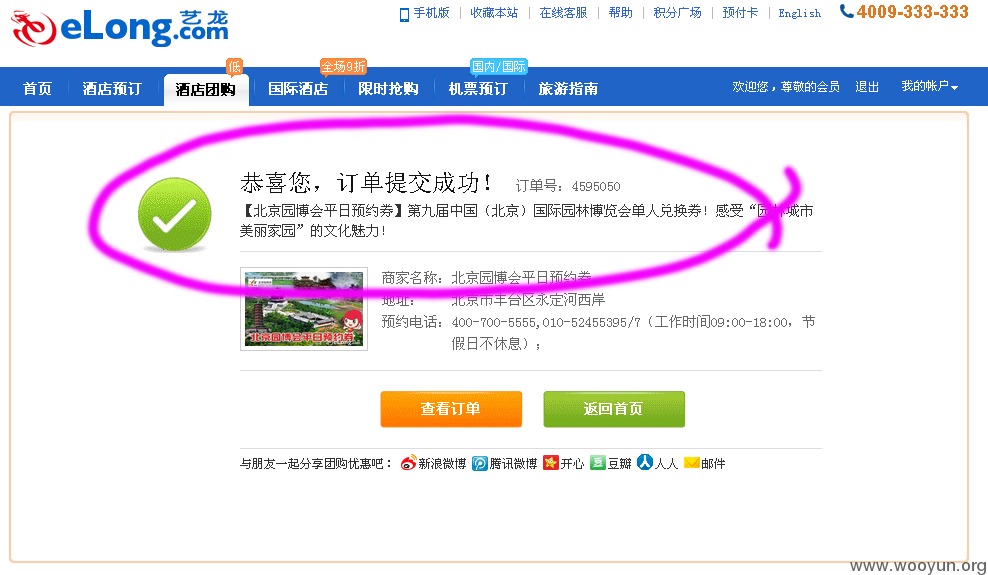 eLong艺龙.com
手机版 收藏本站 在线客服 帮助 积分广场 预付卡 English 4009-333-333
低 全场9折 国内/国际
首页 酒店预订 酒店团购 国际酒店 限时抢购 机票预订 旅游指南 欢迎您，尊敬的会员 退出 我的帐户
恭喜您，订单提交成功！ 订单号：4595050
【北京园博会平日预约券】第九届中国（北京）国际园林博览会单人兑换券！感受“园林城市
美丽家园”的文化魅力！
商家名称：北京园博会平日预约券
地址： 北京市丰台区永定河西岸
预约电话：400-700-5555,010-52455395/7（工作时间09:00-18:00，节
假日不休息）；
北京园博会平日预约券
查看订单 返回首页
与朋友一起分享团购优惠吧： 新浪微博 腾讯微博 开心 豆瓣 人人 邮件
www.wooyun.org